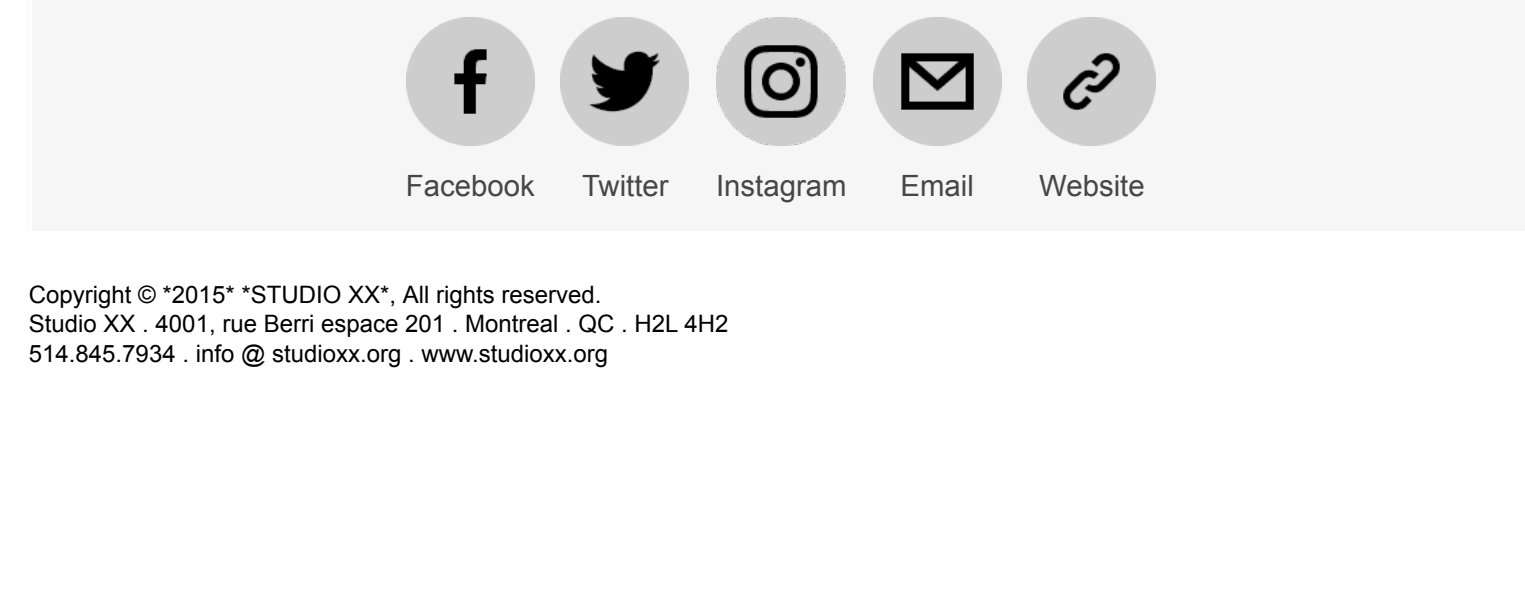 Facebook Twitter Instagram Email Website
Copyright © *2015* *STUDIO XX*, All rights reserved.
Studio XX . 4001, rue Berri espace 201 . Montreal . QC . H2L 4H2
514.845.7934 . info @ studioxx.org . www.studioxx.org